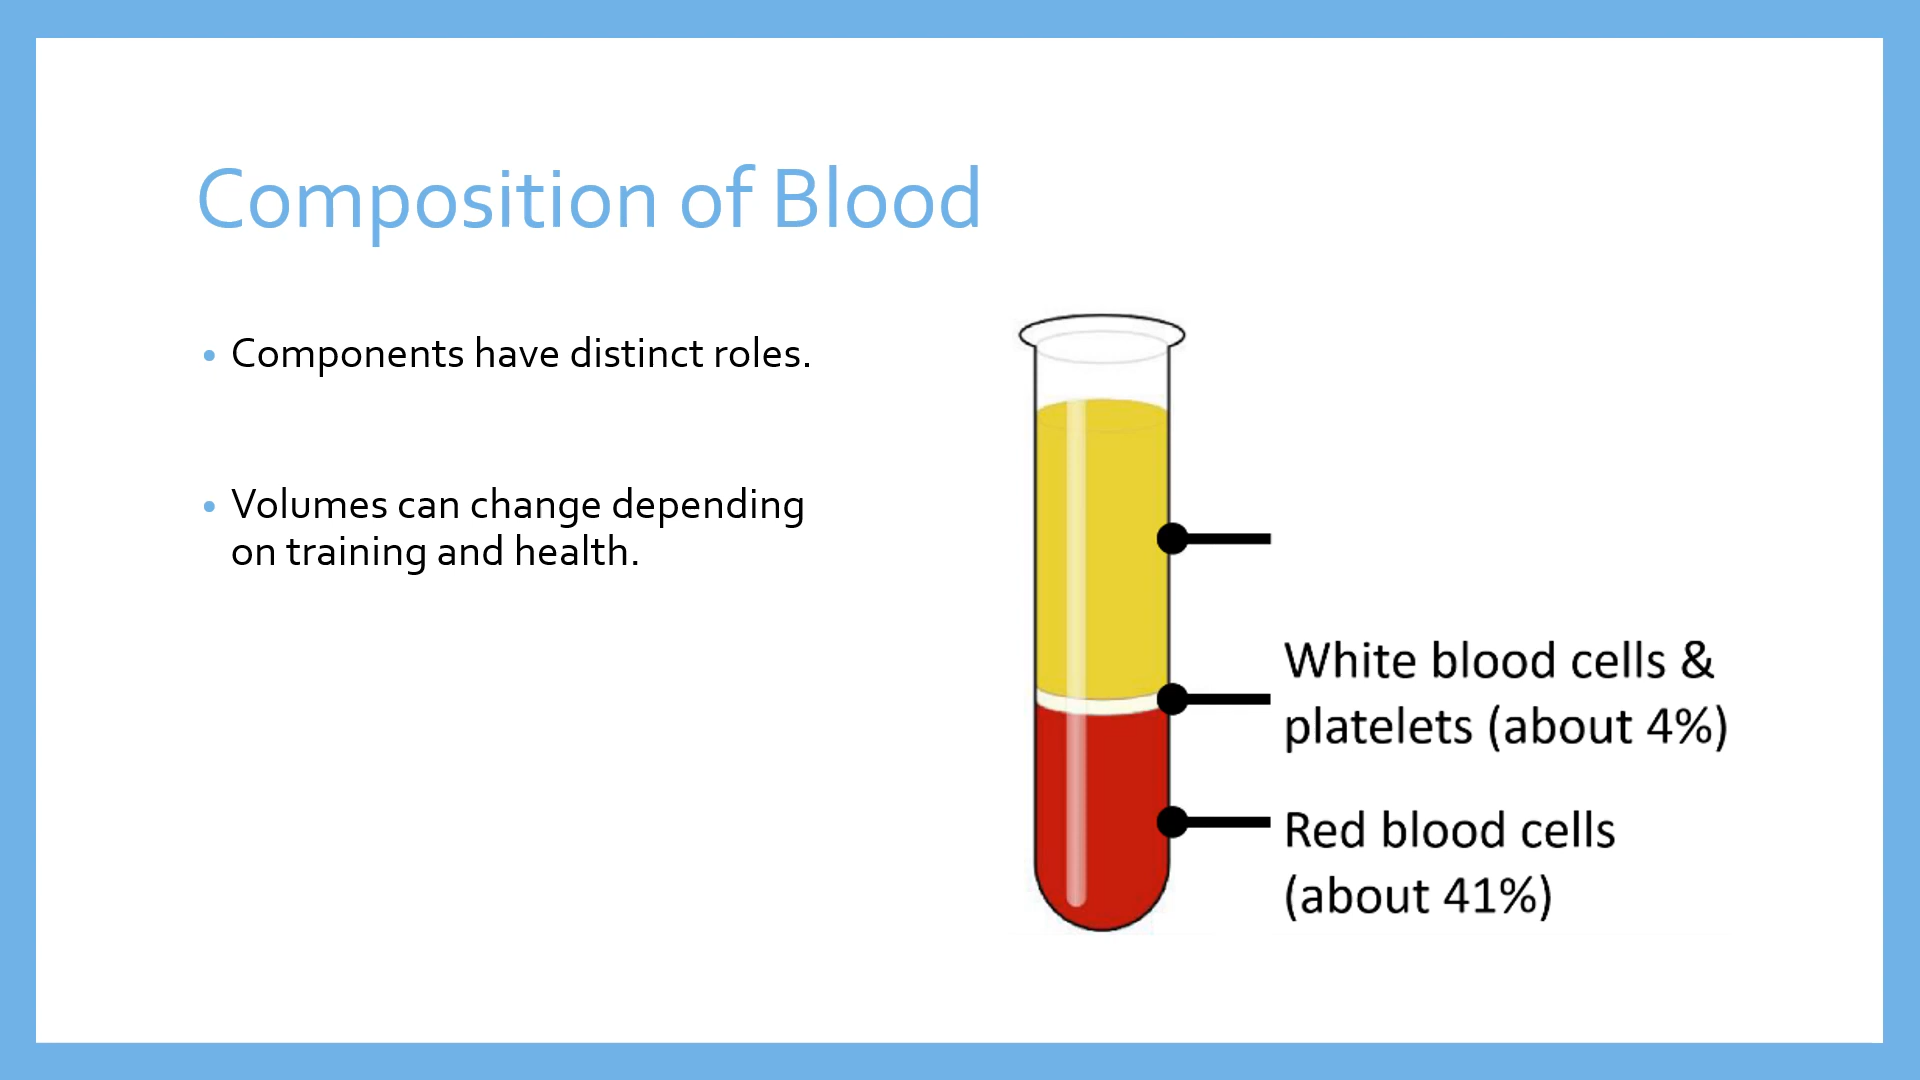 Composition of Blood
• Components have distinct roles.
• Volumes can change depending
on training and health.
White blood cells &
platelets (about 4%)
Red blood cells
(about 41%)